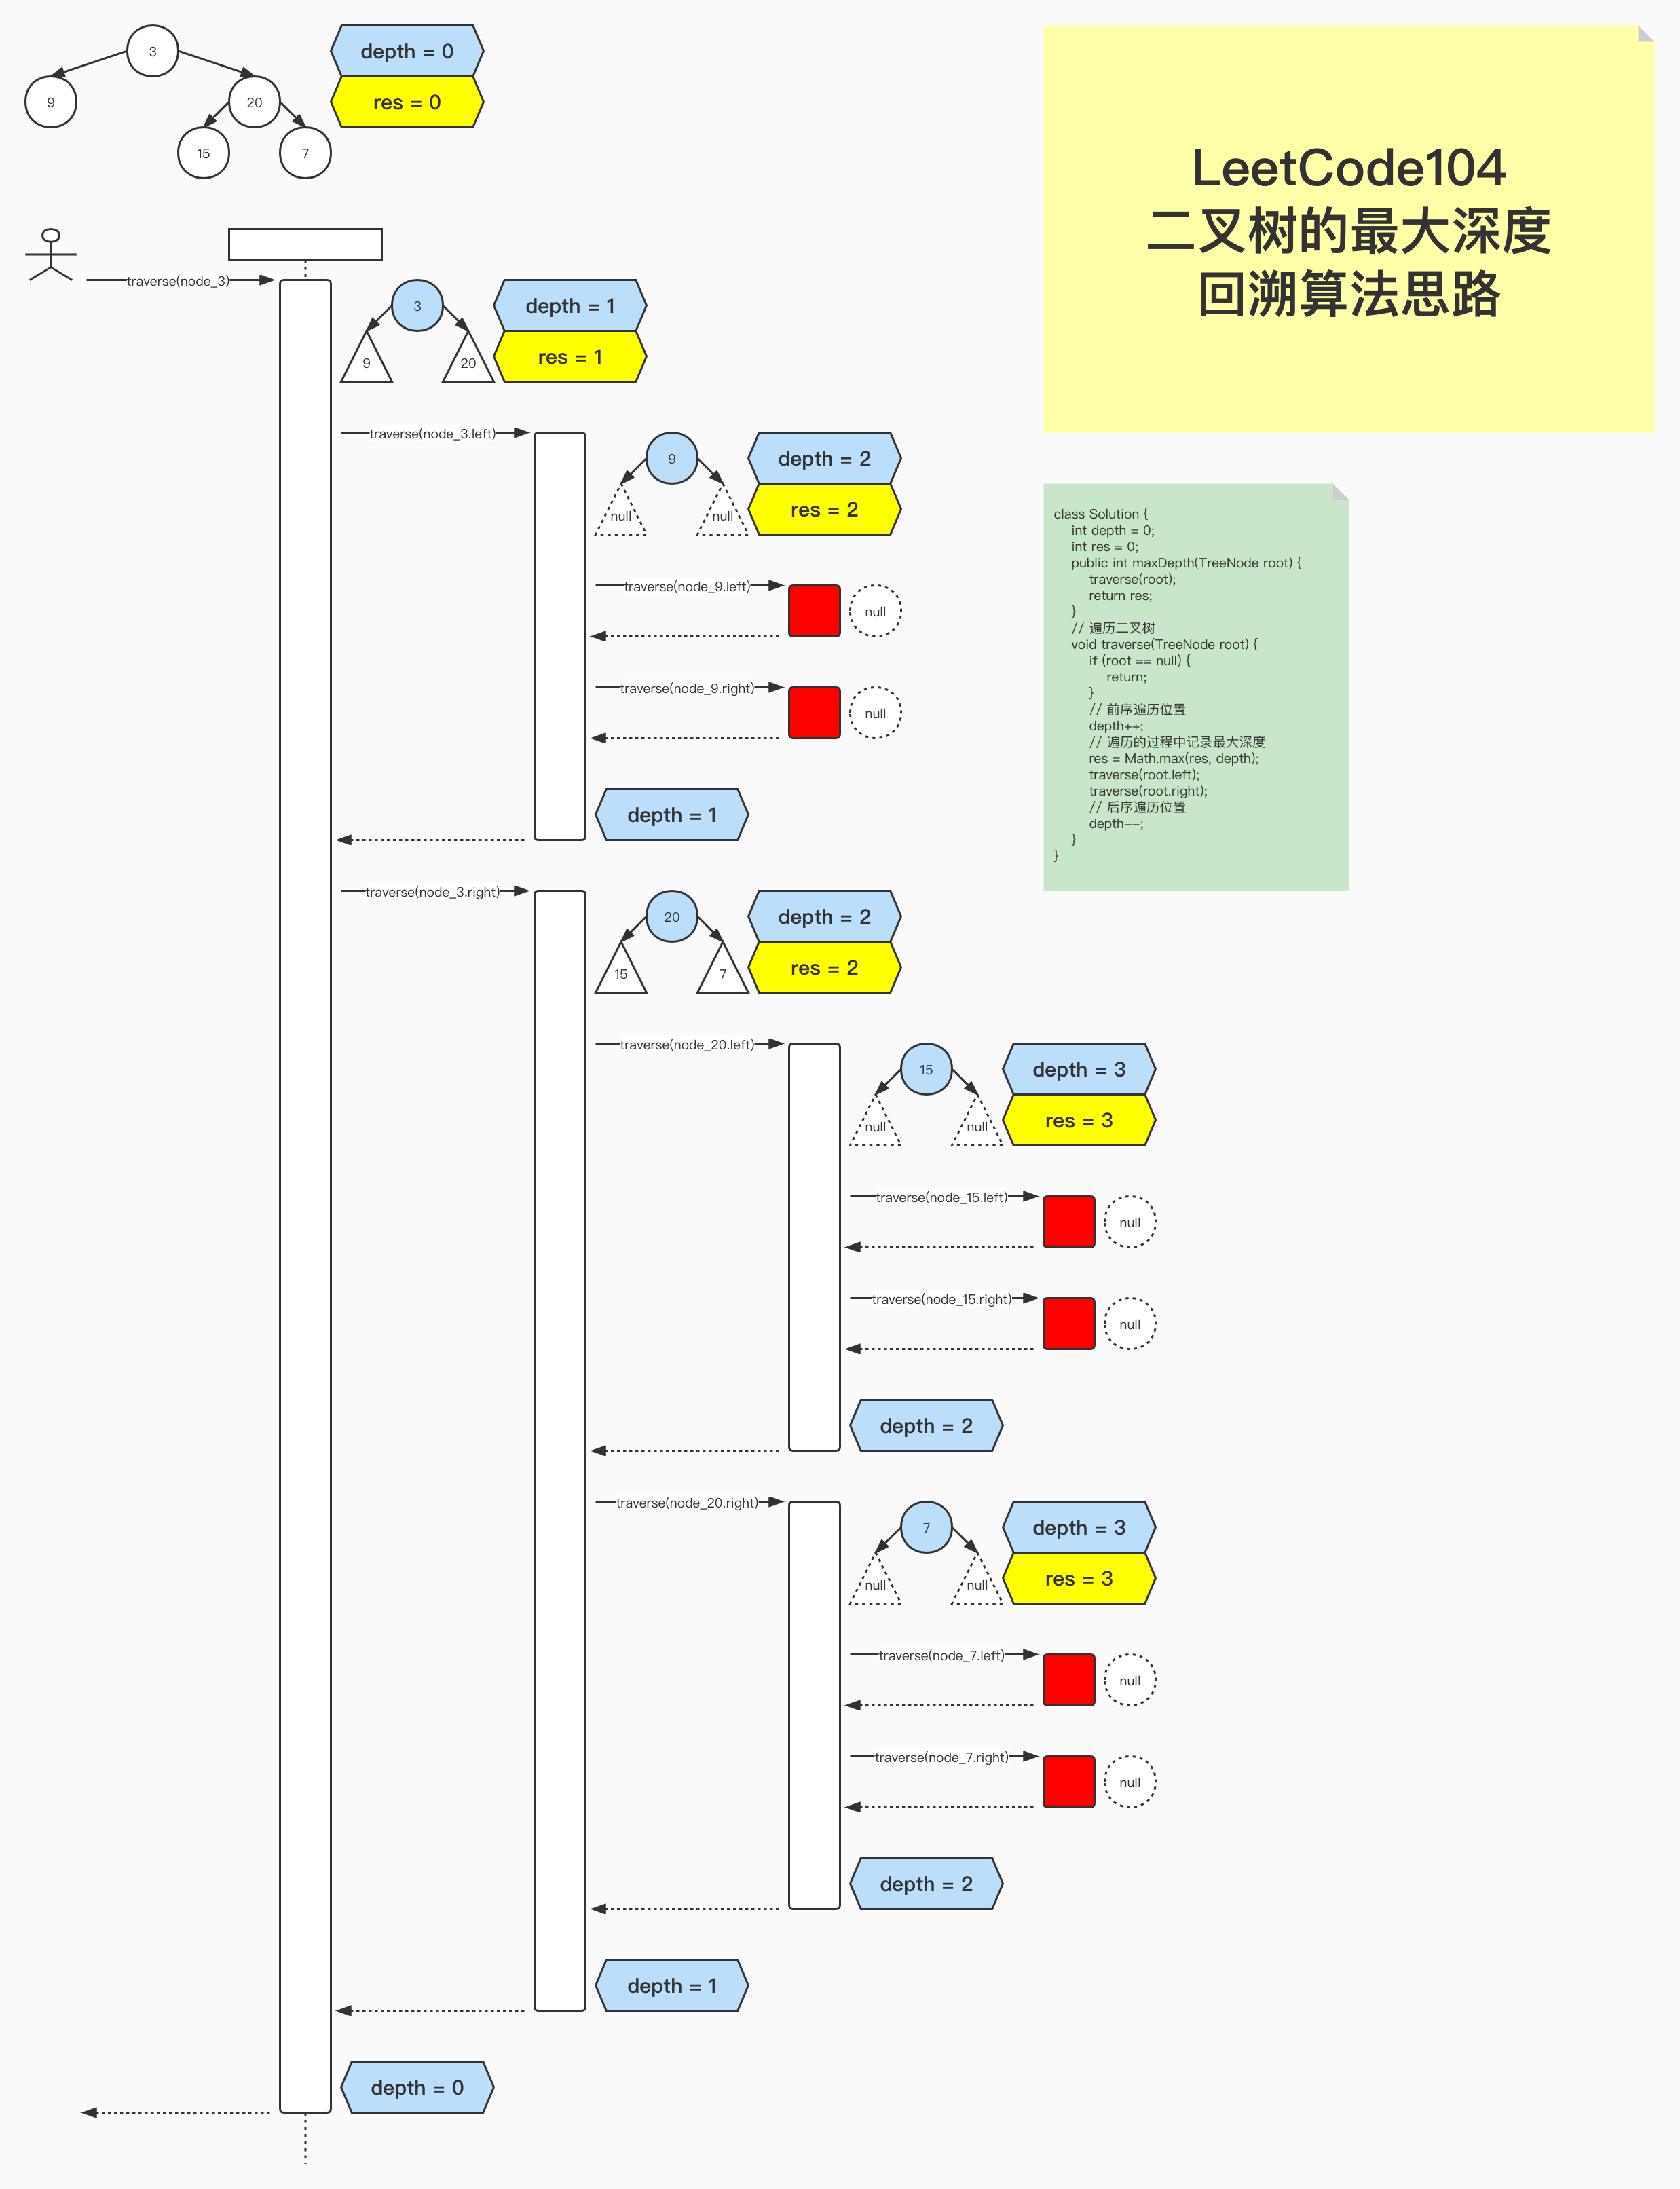 3
depth = 0
9
20
res = 0
15
7
LeetCode104
二叉树的最大深度
回溯算法思路
traverse(node_3)
3
depth = 1
9
20
res = 1
traverse(node_3.left)
9
depth = 2
null
null
res = 2
class Solution {
int depth = 0;
int res = 0;
public int maxDepth(TreeNode root) {
traverse(root);
return res;
}
// 遍历二叉树
void traverse(TreeNode root) {
if (root == null) {
return;
}
// 前序遍历位置
depth++;
// 遍历的过程中记录最大深度
res = Math.max(res, depth);
traverse(root.left);
traverse(root.right);
// 后序遍历位置
depth--;
}
}
traverse(node_9.left)
null
traverse(node_9.right)
null
depth = 1
traverse(node_3.right)
20
depth = 2
15
7
res = 2
traverse(node_20.left)
15
depth = 3
null
null
res = 3
traverse(node_15.left)
null
traverse(node_15.right)
null
depth = 2
traverse(node_20.right)
7
depth = 3
null
null
res = 3
traverse(node_7.left)
null
traverse(node_7.right)
null
depth = 2
depth = 1
depth = 0